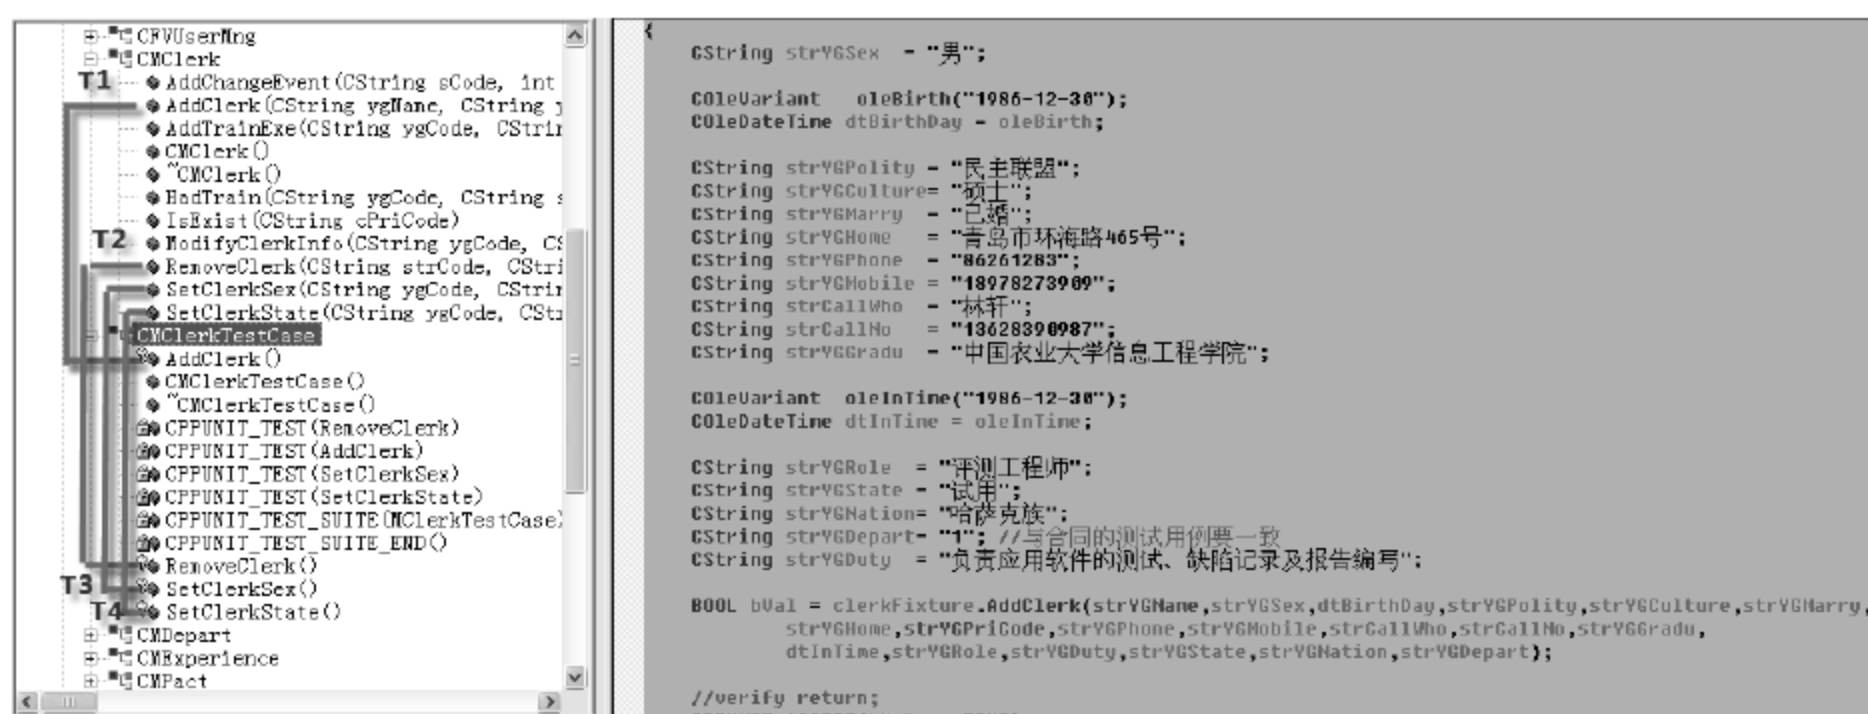 CFVUserMng
CMClerk
T1
AddChangeEvent(CString sCode, int
AddClerk(CString ygName, CString y
AddTrainExe(CString ygCode, CStrin
CMClerk()
~CMClerk()
HadTrain(CString ygCode, CString s
IsExist(CString cPriCode)
T2
ModifyClerkInfo(CString ygCode, CS
RemoveClerk(CString strCode, CStri
SetClerkSex(CString ygCode, CStrin
SetClerkState(CString ygCode, CStr
CMClerkTestCase
AddClerk()
CMClerkTestCase()
~CMClerkTestCase()
CPPUNIT_TEST(RemoveClerk)
CPPUNIT_TEST(AddClerk)
CPPUNIT_TEST(SetClerkSex)
CPPUNIT_TEST(SetClerkState)
CPPUNIT_TEST_SUITE(MClerkTestCase)
CPPUNIT_TEST_SUITE_END()
RemoveClerk()
T3
SetClerkSex()
T4
SetClerkState()
CMDepart
CMExperience
CMPact
{
CString strYGSex = "男";
COleVariant oleBirth("1986-12-30");
COleDateTime dtBirthDay = oleBirth;
CString strYGPolity = "民主联盟";
CString strYGCulture= "硕士";
CString strYGMarry = "已婚";
CString strYGHome = "青岛市环海路465号";
CString strYGPhone = "86261283";
CString strYGMobile = "18978273909";
CString strCallWho = "林轩";
CString strCallNo = "13628390987";
CString strYGGradu = "中国农业大学信息工程学院";
COleVariant oleInTime("1986-12-30");
COleDateTime dtInTime = oleInTime;
CString strYGRole = "评测工程师";
CString strYGState = "试用";
CString strYGNation= "哈萨克族";
CString strYGDepart= "1"; //与合同的测试用例要一致
CString strYGDuty = "负责应用软件的测试、缺陷记录及报告编写";
BOOL bVal = clerkFixture.AddClerk(strYGName,strYGSex,dtBirthDay,strYGPolity,strYGCulture,strYGMarry,
strYGHome,strYGPriCode,strYGPhone,strYGMobile,strCallWho,strCallNo,strYGGradu,
dtInTime,strYGRole,strYGDuty,strYGState,strYGNation,strYGDepart);
//verify return;